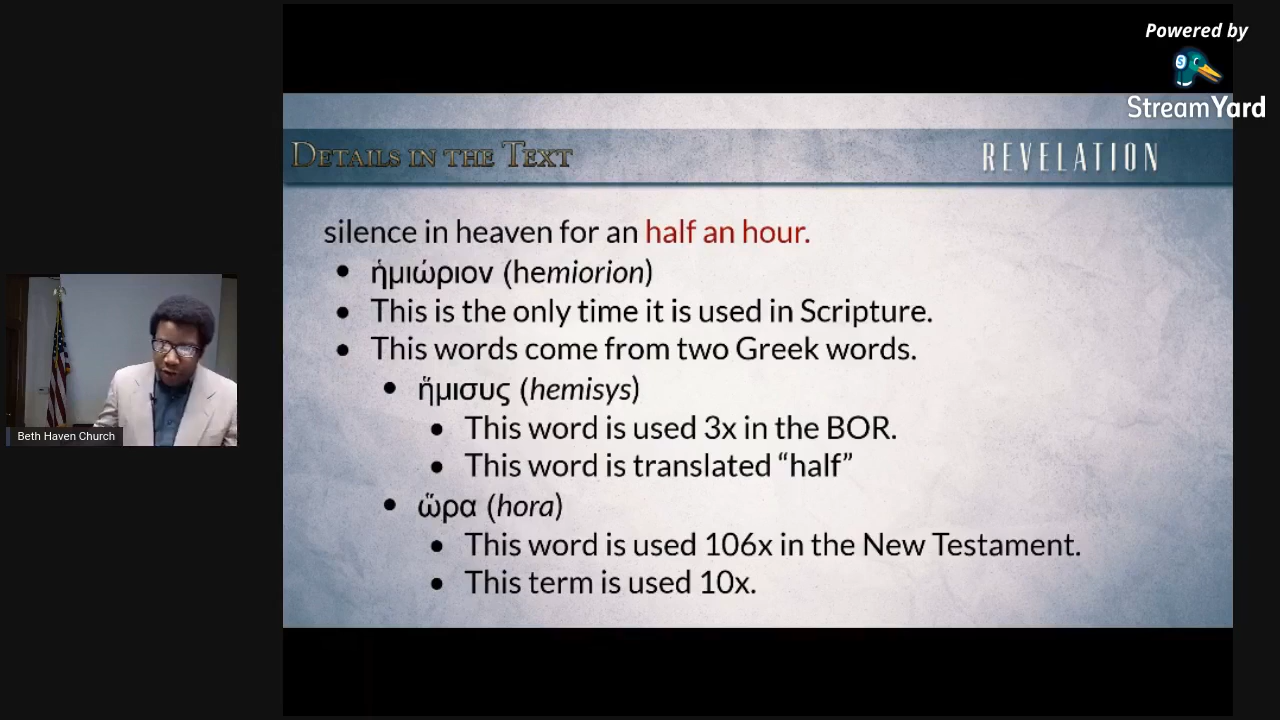 Powered by
StreamYard
DETAILS IN THE TEXT
REVELATION
silence in heaven for an half an hour.
• ἡμιώριον (hemiorion)
• This is the only time it is used in Scripture.
• This words come from two Greek words.
• ἥμισυς (hemisys)
• This word is used 3x in the BOR.
• This word is translated “half”
• ὥρα (hora)
• This word is used 106x in the New Testament.
• This term is used 10x.
Beth Haven Church